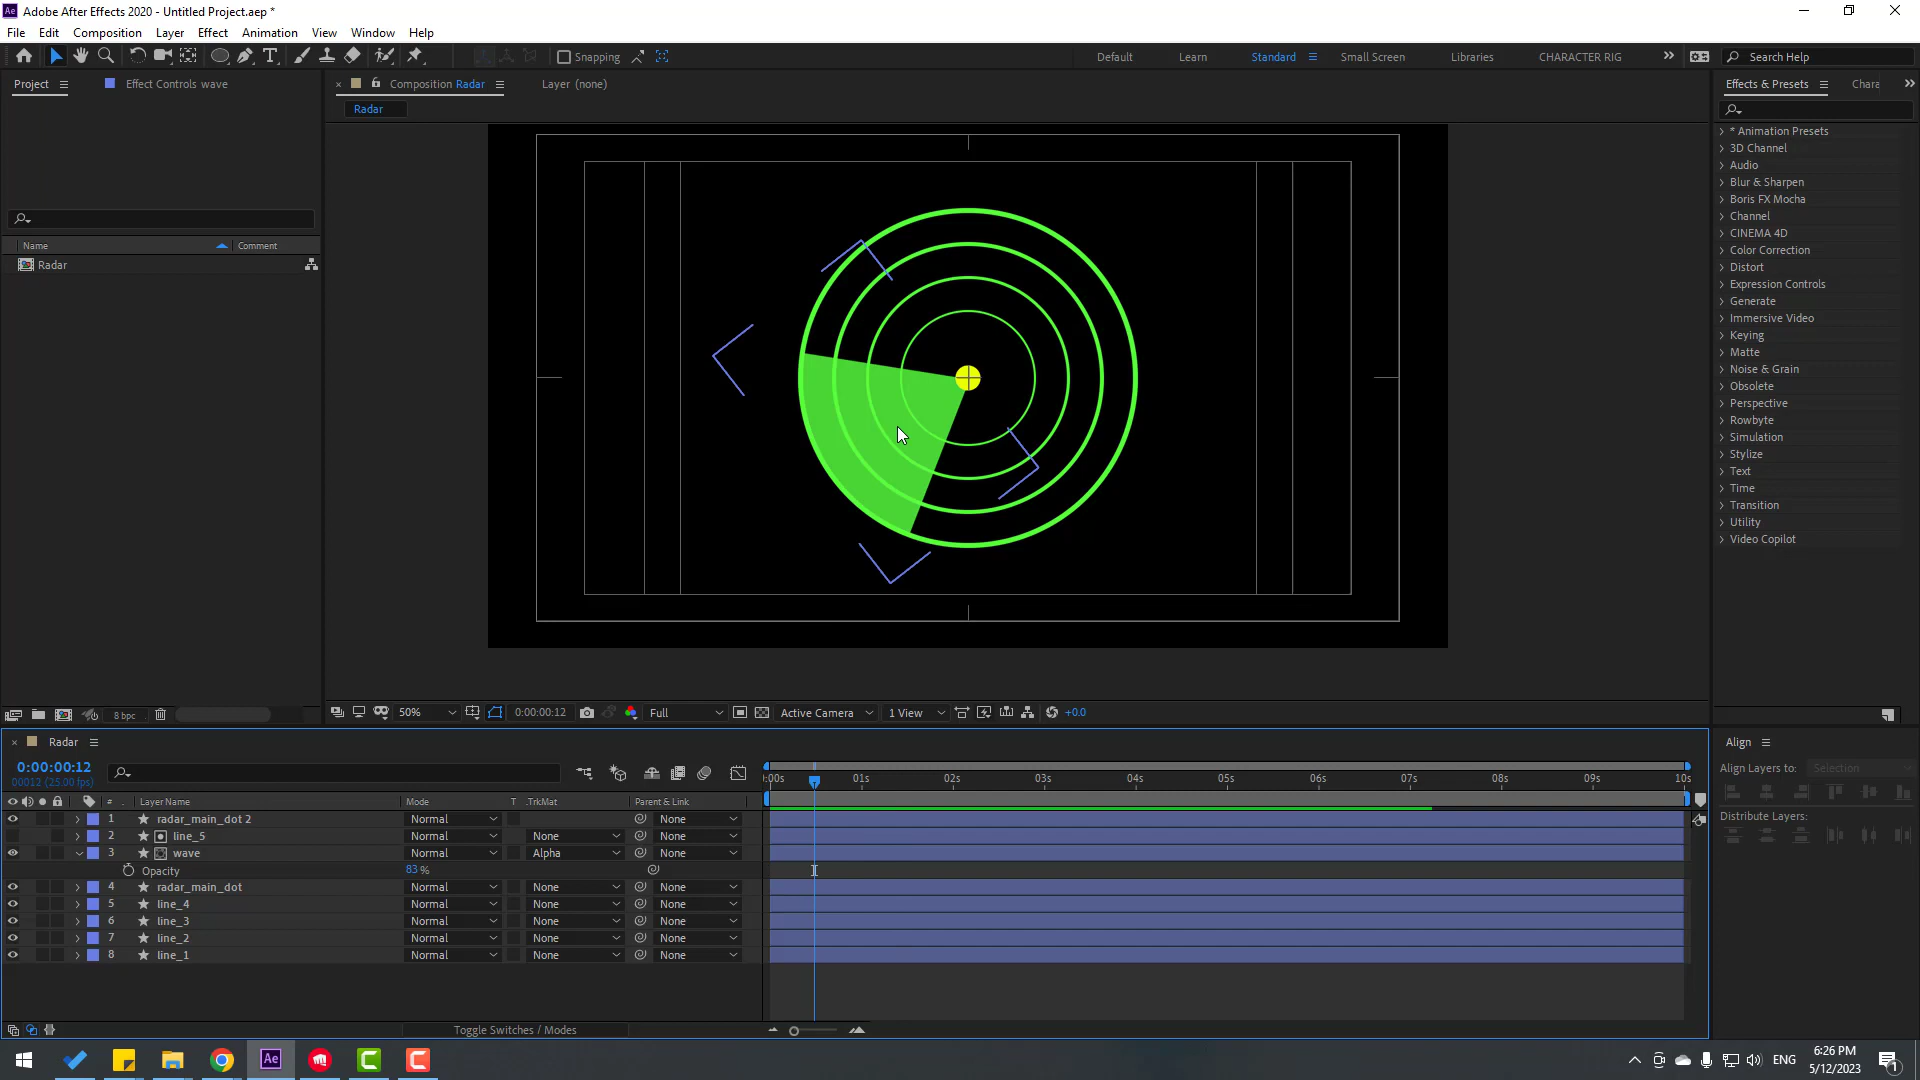 Adobe After Effects 2020 - Untitled Project.aep *
File Edit Composition Layer Effect Animation View Window Help
Snapping Default Learn Standard Small Screen Libraries CHARACTER RIG Search Help
Project Effect Controls wave Composition Radar Layer (none) Effects & Presets Chara
Radar
Name Comment
Radar
* Animation Presets
3D Channel
Audio
Blur & Sharpen
Boris FX Mocha
Channel
CINEMA 4D
Color Correction
Distort
Expression Controls
Generate
Immersive Video
Keying
Matte
Noise & Grain
Obsolete
Perspective
Rowbyte
Simulation
Stylize
Text
Time
Transition
Utility
Video Copilot
8 bpc 50% 0:00:00:12 Full Active Camera 1 View +0.0
Radar
0:00:00:12
00012 (25.00 fps)
:00s 01s 02s 03s 04s 05s 06s 07s 08s 09s 10s
# Layer Name Mode T .TrkMat Parent & Link
1 radar_main_dot 2 Normal None
2 line_5 Normal None None
3 wave Normal Alpha None
Opacity 83 %
4 radar_main_dot Normal None None
5 line_4 Normal None None
6 line_3 Normal None None
7 line_2 Normal None None
8 line_1 Normal None None
Toggle Switches / Modes
Align
Align Layers to: Selection
Distribute Layers:
Ae
ENG
6:26 PM
5/12/2023
1